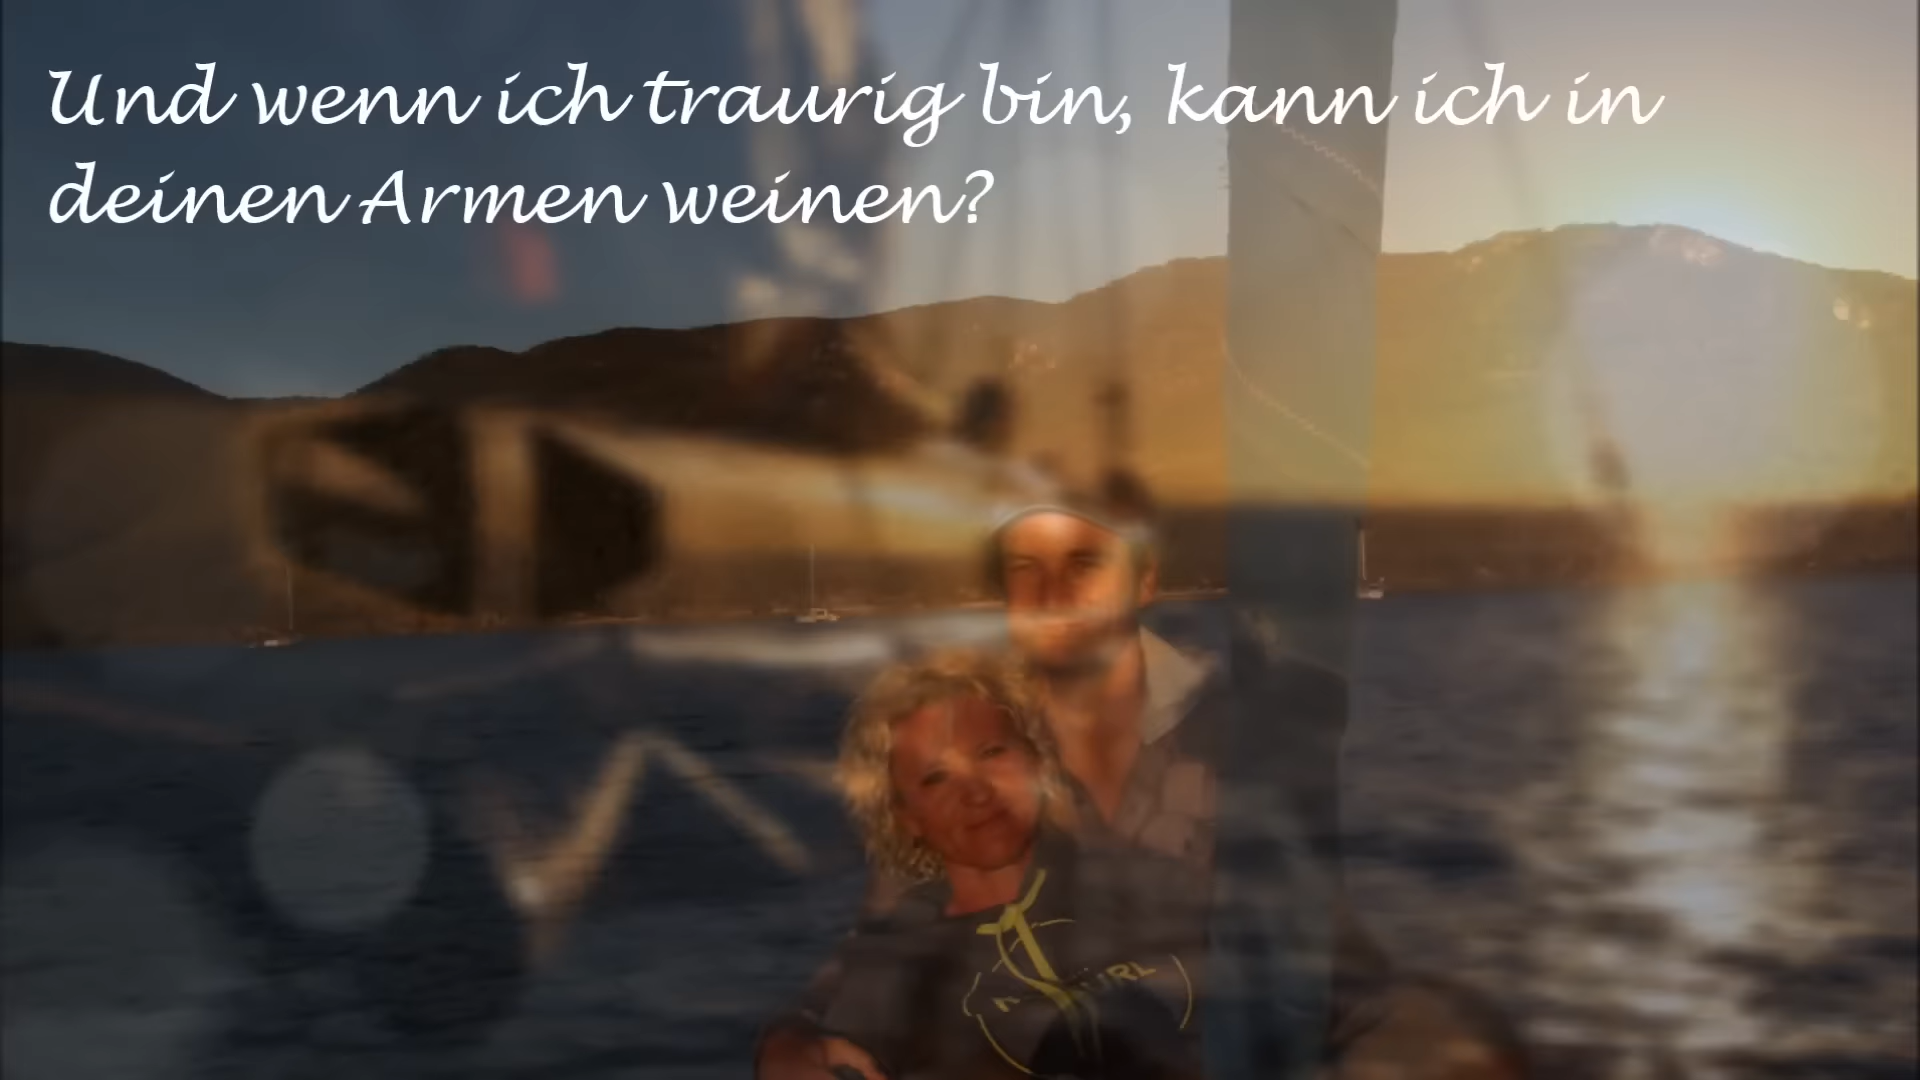 Und wenn ich traurig bin, kann ich in
deinen Armen weinen?